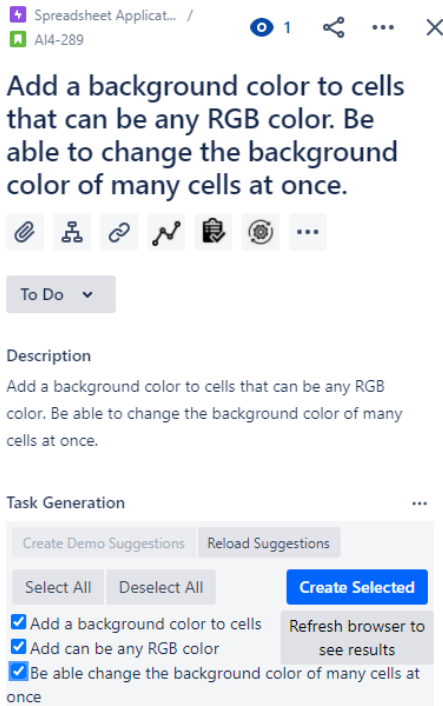 Spreadsheet Applicat... /
AI4-289
1
Add a background color to cells
that can be any RGB color. Be
able to change the background
color of many cells at once.
To Do
Description
Add a background color to cells that can be any RGB
color. Be able to change the background color of many
cells at once.
Task Generation
Create Demo Suggestions Reload Suggestions
Select All Deselect All Create Selected
Add a background color to cells
Add can be any RGB color
Refresh browser to
see results
Be able change the background color of many cells at
once